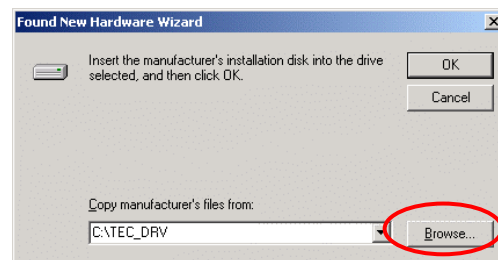 Found New Hardware Wizard
Insert the manufacturer's installation disk into the drive
selected, and then click OK.
OK
Cancel
Copy manufacturer's files from:
C:\TEC_DRV
Browse...